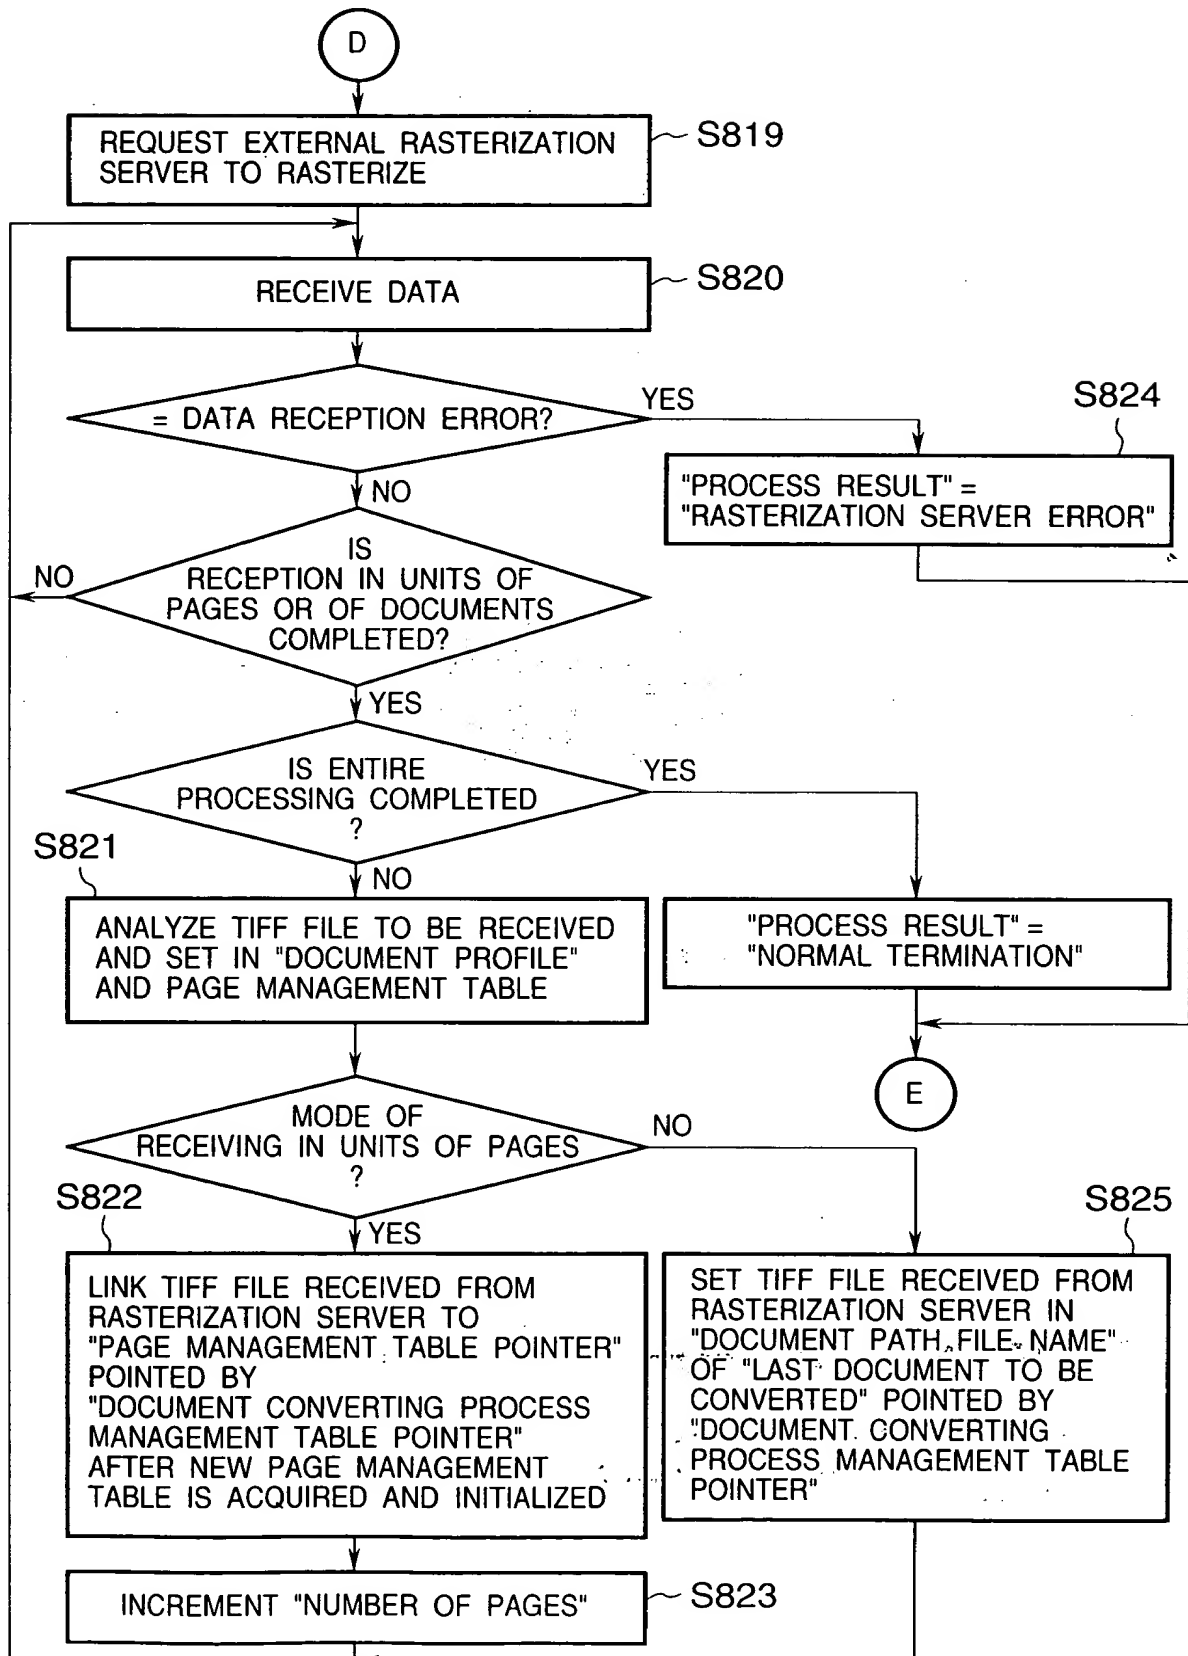 D
REQUEST EXTERNAL RASTERIZATION
SERVER TO RASTERIZE
S819
RECEIVE DATA
S820
= DATA RECEPTION ERROR?
YES
NO
S824
"PROCESS RESULT" =
"RASTERIZATION SERVER ERROR"
IS
RECEPTION IN UNITS OF
PAGES OR OF DOCUMENTS
COMPLETED?
NO
YES
IS ENTIRE
PROCESSING COMPLETED
?
YES
NO
S821
ANALYZE TIFF FILE TO BE RECEIVED
AND SET IN "DOCUMENT PROFILE"
AND PAGE MANAGEMENT TABLE
"PROCESS RESULT" =
"NORMAL TERMINATION"
E
MODE OF
RECEIVING IN UNITS OF PAGES
?
NO
YES
S822
LINK TIFF FILE RECEIVED FROM
RASTERIZATION SERVER TO
"PAGE MANAGEMENT TABLE POINTER"
POINTED BY
"DOCUMENT CONVERTING PROCESS
MANAGEMENT TABLE POINTER"
AFTER NEW PAGE MANAGEMENT
TABLE IS ACQUIRED AND INITIALIZED
S825
SET TIFF FILE RECEIVED FROM
RASTERIZATION SERVER IN
"DOCUMENT PATH FILE NAME"
OF "LAST DOCUMENT TO BE
CONVERTED" POINTED BY
"DOCUMENT CONVERTING
PROCESS MANAGEMENT TABLE
POINTER"
INCREMENT "NUMBER OF PAGES"
S823